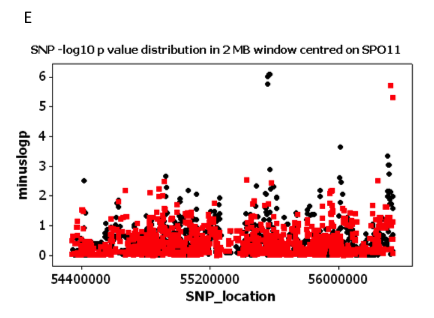 E
SNP -log10 p value distribution in 2 MB window centred on SPO11
6
5
4
3
2
1
0
minuslogp
54400000 55200000 56000000
SNP_location